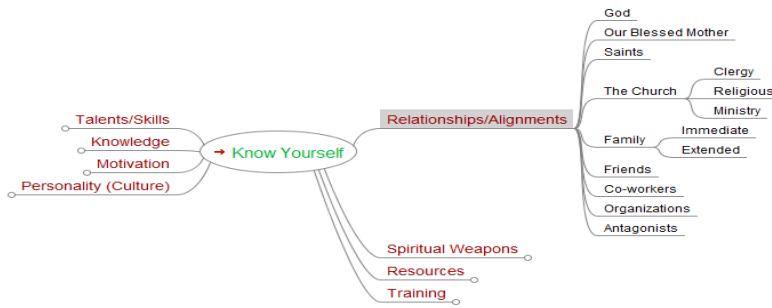 God
Our Blessed Mother
Saints
The Church
Clergy
Religious
Ministry
Family
Immediate
Extended
Friends
Co-workers
Organizations
Antagonists
Relationships/Alignments
Talents/Skills
Knowledge
Motivation
Personality (Culture)
Know Yourself
Spiritual Weapons
Resources
Training